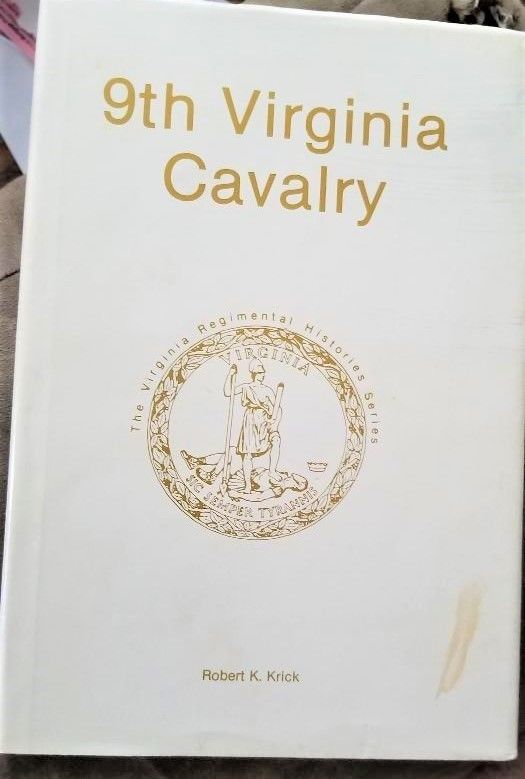 9th Virginia
Cavalry
The Virginia Regimental Histories Series
VIRGINIA
SIC SEMPER TYRANNIS
Robert K. Krick